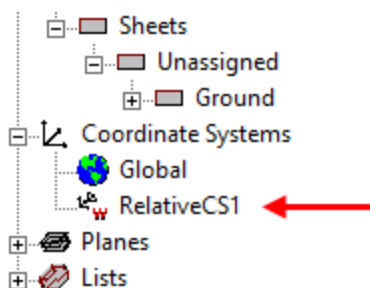 Sheets
Unassigned
Ground
Coordinate Systems
Global
W RelativeCS1
Planes
Lists